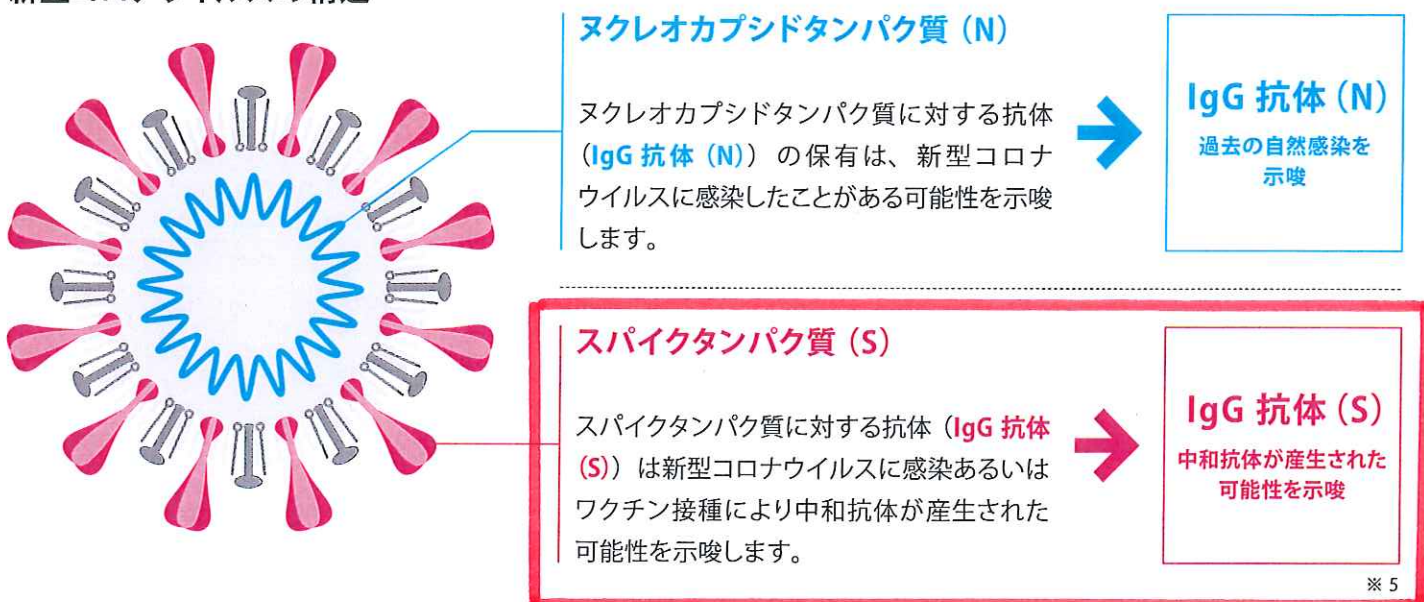 ヌクレオカプシドタンパク質（N）
ヌクレオカプシドタンパク質に対する抗体
（IgG 抗体（N））の保有は、新型コロナ
ウイルスに感染したことがある可能性を示唆
します。
IgG 抗体（N）
過去の自然感染を
示唆
スパイクタンパク質（S）
スパイクタンパク質に対する抗体（IgG 抗体
（S））は新型コロナウイルスに感染あるいは
ワクチン接種により中和抗体が産生された
可能性を示唆します。
IgG 抗体（S）
中和抗体が産生された
可能性を示唆
※ 5